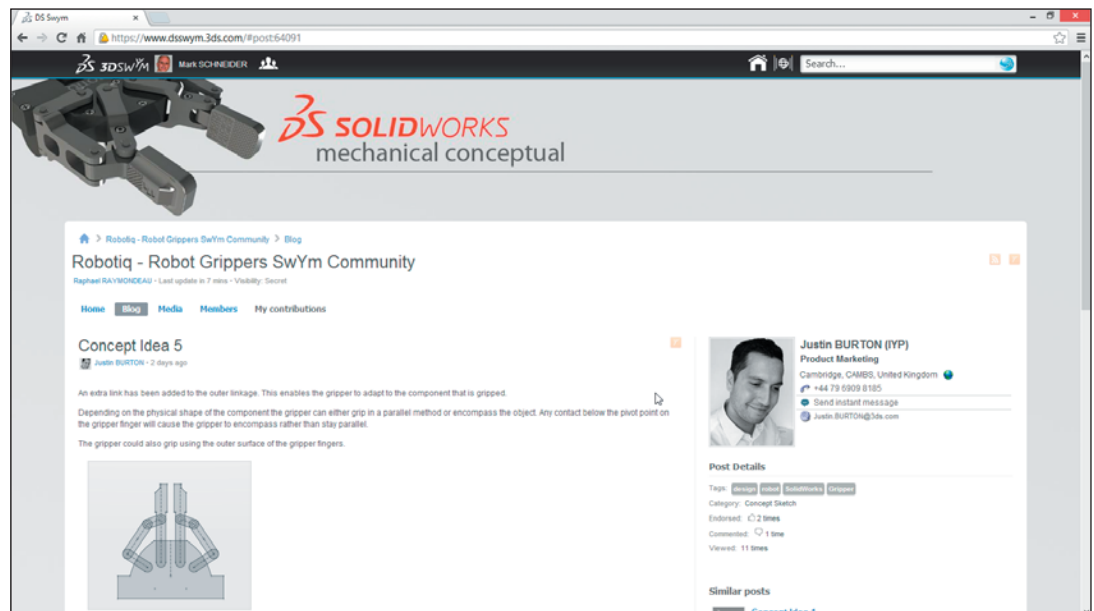 DS Swym
https://www.dsswym.3ds.com/#post:64091
3DSWYM Mark SCHNEIDER
Search...
SOLIDWORKS
mechanical conceptual
Robotiq - Robot Grippers SwYm Community > Blog
Robotiq - Robot Grippers SwYm Community
Raphael RAYMONDEAU - Last update in 7 mins - Visibility: Secret
Home Blog Media Members My contributions
Concept Idea 5
Justin BURTON - 2 days ago
An extra link has been added to the outer linkage. This enables the gripper to adapt to the component that is gripped.
Depending on the physical shape of the component the gripper can either grip in a parallel method or encompass the object. Any contact below the pivot point on
the gripper finger will cause the gripper to encompass rather than stay parallel.
The gripper could also grip using the outer surface of the gripper fingers.
Justin BURTON (IYP)
Product Marketing
Cambridge, CAMBS, United Kingdom
+44 79 6909 8185
Send instant message
Justin.BURTON@3ds.com
Post Details
Tags: design robot SolidWorks Gripper
Category: Concept Sketch
Endorsed: 2 times
Commented: 1 time
Viewed: 11 times
Similar posts